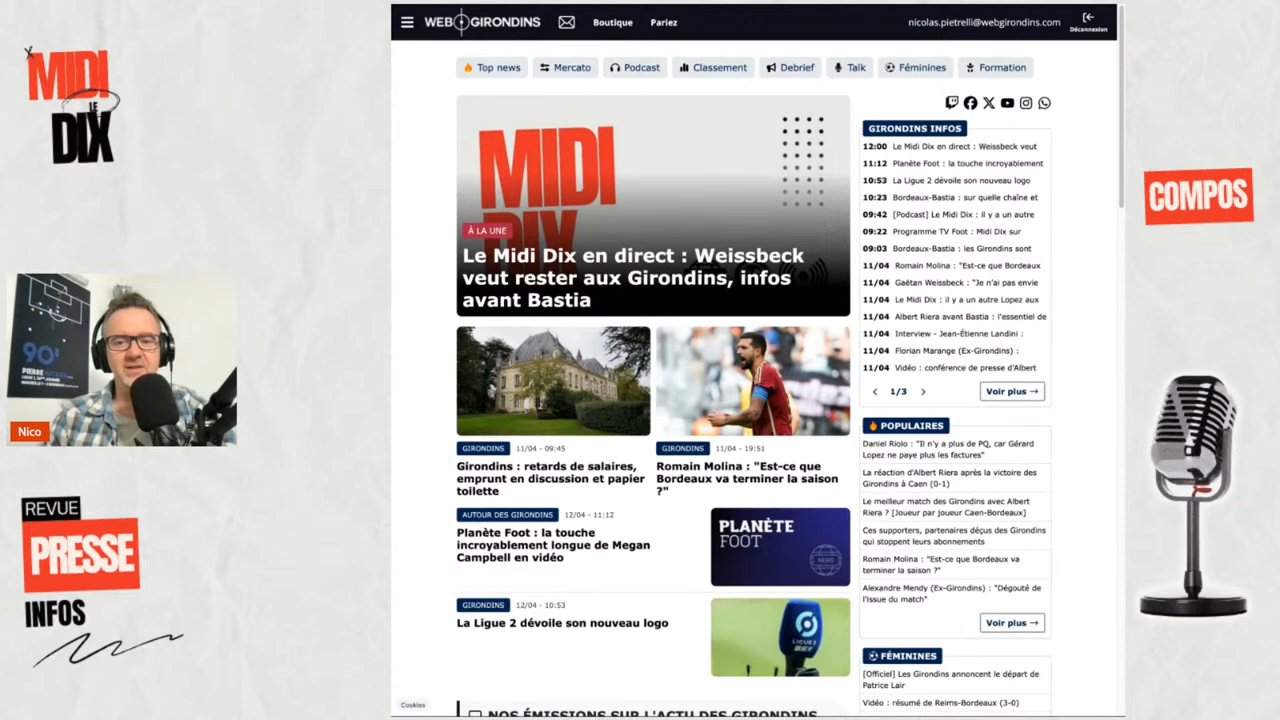 MIDI
LE
DIX
90'
PIERRE
Nico
REVUE
PRESSE
INFOS
WEB GIRONDINS
Boutique
Pariez
nicolas.pietrelli@webgirondins.com
Déconnexion
Top news
Mercato
Podcast
Classement
Debrief
Talk
Féminines
Formation
MIDI
DIX
À LA UNE
Le Midi Dix en direct : Weissbeck
veut rester aux Girondins, infos
avant Bastia
GIRONDINS 11/04 - 09:45
Girondins : retards de salaires,
emprunt en discussion et papier
toilette
GIRONDINS 11/04 - 19:51
Romain Molina : "Est-ce que
Bordeaux va terminer la saison
?"
AUTOUR DES GIRONDINS 12/04 - 11:12
Planète Foot : la touche
incroyablement longue de Megan
Campbell en vidéo
PLANÈTE
FOOT
NEWS
GIRONDINS 12/04 - 10:53
La Ligue 2 dévoile son nouveau logo
LIGUE2
NOS ÉMISSIONS SUR L'ACTU DES GIRONDINS
Cookies
GIRONDINS INFOS
12:00 Le Midi Dix en direct : Weissbeck veut
11:12 Planète Foot : la touche incroyablement
10:53 La Ligue 2 dévoile son nouveau logo
10:23 Bordeaux-Bastia : sur quelle chaîne et
09:42 [Podcast] Le Midi Dix : il y a un autre
09:22 Programme TV Foot : Midi Dix sur
09:03 Bordeaux-Bastia : les Girondins sont
11/04 Romain Molina : "Est-ce que Bordeaux
11/04 Gaëtan Weissbeck : "Je n'ai pas envie
11/04 Le Midi Dix : il y a un autre Lopez aux
11/04 Albert Riera avant Bastia : l'essentiel de
11/04 Interview - Jean-Étienne Landini :
11/04 Florian Marange (Ex-Girondins) :
11/04 Vidéo : conférence de presse d'Albert
1/3
Voir plus →
POPULAIRES
Daniel Riolo : "Il n'y a plus de PQ, car Gérard
Lopez ne paye plus les factures"
La réaction d'Albert Riera après la victoire des
Girondins à Caen (0-1)
Le meilleur match des Girondins avec Albert
Riera ? [Joueur par joueur Caen-Bordeaux]
Ces supporters, partenaires déçus des Girondins
qui stoppent leurs abonnements
Romain Molina : "Est-ce que Bordeaux va
terminer la saison ?"
Alexandre Mendy (Ex-Girondins) : "Dégouté de
l'issue du match"
Voir plus →
FÉMININES
[Officiel] Les Girondins annoncent le départ de
Patrice Lair
Vidéo : résumé de Reims-Bordeaux (3-0)
COMPOS